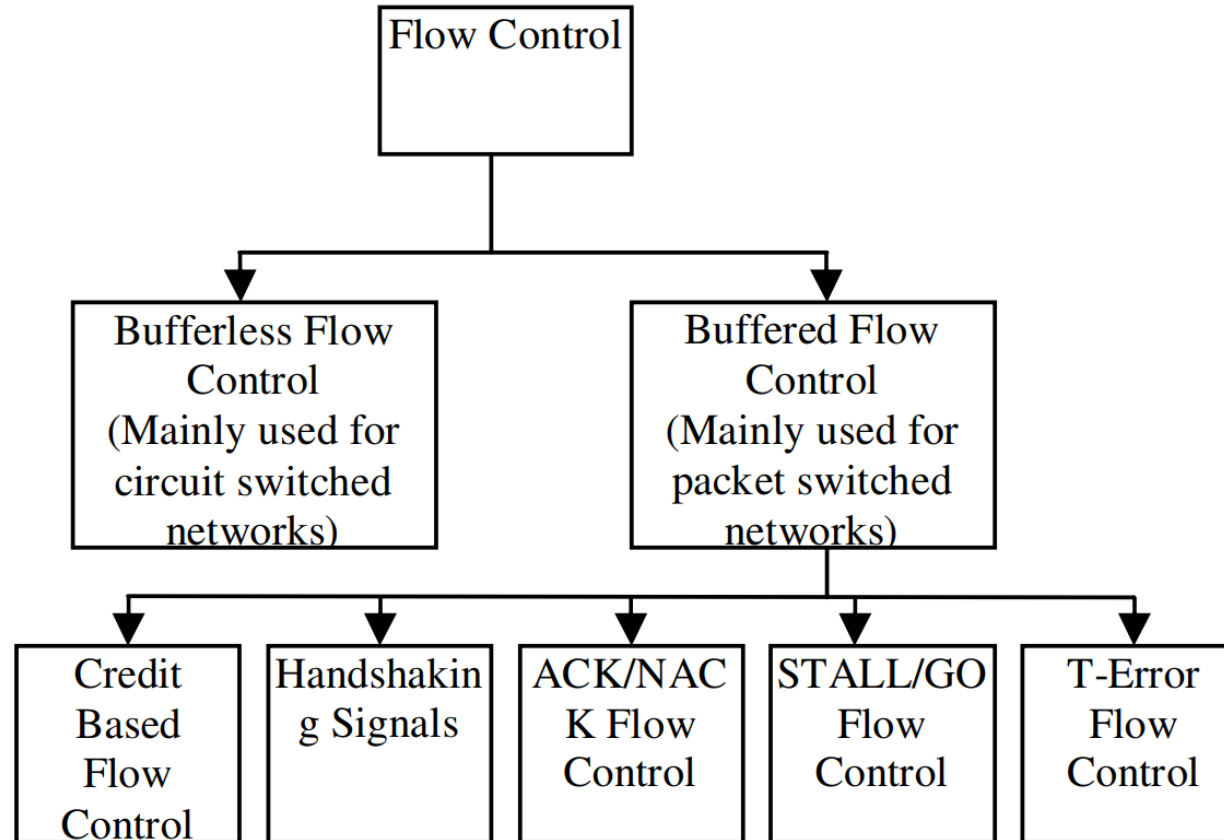 Flow Control
Bufferless Flow
Control
(Mainly used for
circuit switched
networks)
Buffered Flow
Control
(Mainly used for
packet switched
networks)
Credit
Based
Flow
Control
Handshakin
g Signals
ACK/NAC
K Flow
Control
STALL/GO
Flow
Control
T-Error
Flow
Control